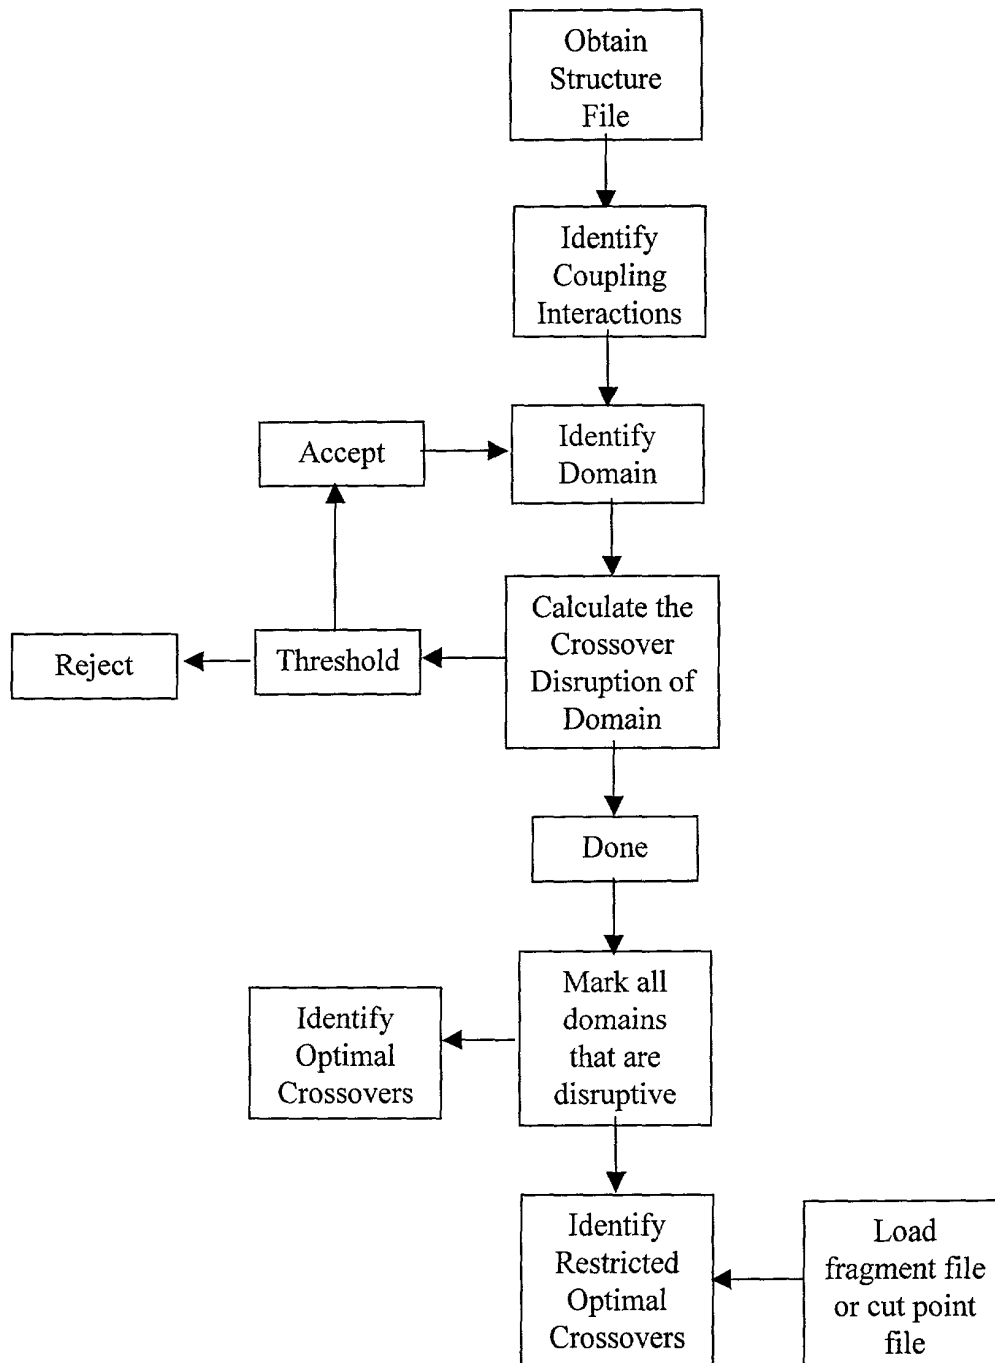 Obtain
Structure
File
Identify
Coupling
Interactions
Accept
Identify
Domain
Calculate the
Crossover
Disruption of
Domain
Threshold
Reject
Done
Mark all
domains
that are
disruptive
Identify
Optimal
Crossovers
Identify
Restricted
Optimal
Crossovers
Load
fragment file
or cut point
file